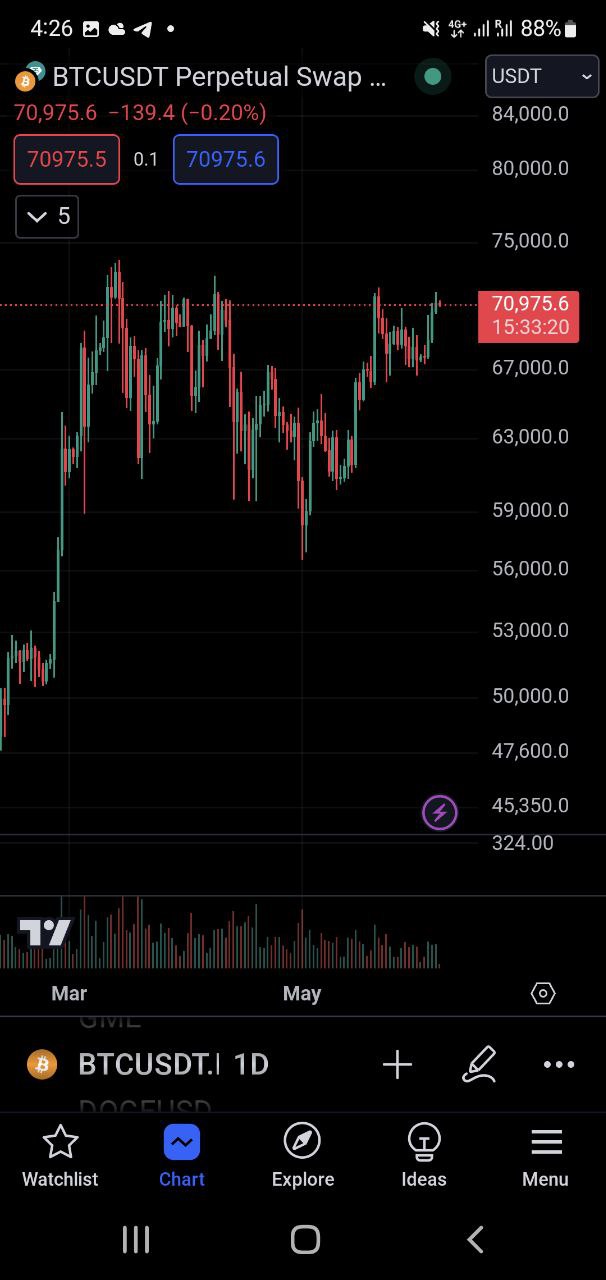 4:26
4G+
R
88%
BTCUSDT Perpetual Swap ...
USDT
70,975.6 −139.4 (−0.20%)
70975.5
0.1
70975.6
5
84,000.0
80,000.0
75,000.0
70,975.6
15:33:20
67,000.0
63,000.0
59,000.0
56,000.0
53,000.0
50,000.0
47,600.0
45,350.0
324.00
Mar
May
GME
BTCUSDT.I 1D
DOGEUSD
Watchlist
Chart
Explore
Ideas
Menu